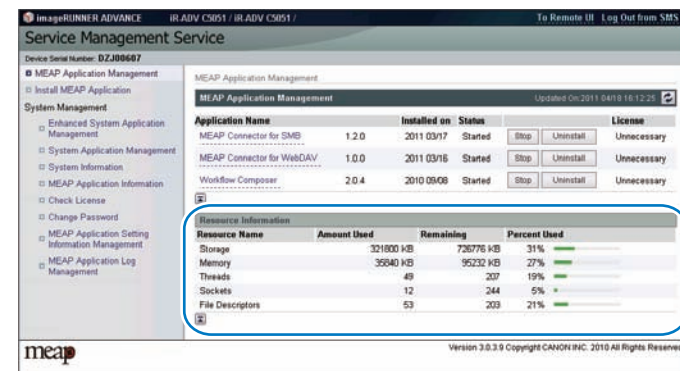 imageRUNNER ADVANCE iR-ADV C5051 / iR-ADV C5051 / To Remote UI Log Out from SMS
Service Management Service
Device Serial Number: DZJ00607
MEAP Application Management
Install MEAP Application
System Management
Enhanced System Application
Management
System Application Management
System Information
MEAP Application Information
Check License
Change Password
MEAP Application Setting
Information Management
MEAP Application Log
Management
MEAP Application Management
MEAP Application Management Updated On:2011 04/18 16:12:25
Application Name Installed on Status License
MEAP Connector for SMB 1.2.0 2011 03/17 Started Stop Uninstall Unnecessary
MEAP Connector for WebDAV 1.0.0 2011 03/16 Started Stop Uninstall Unnecessary
Workflow Composer 2.0.4 2010 09/08 Started Stop Uninstall Unnecessary
Resource Information
Resource Name Amount Used Remaining Percent Used
Storage 321800 KB 726776 KB 31%
Memory 35840 KB 95232 KB 27%
Threads 49 207 19%
Sockets 12 244 5%
File Descriptors 53 203 21%
meap Version 3.0.3.9 Copyright CANON INC. 2010 All Rights Reserved